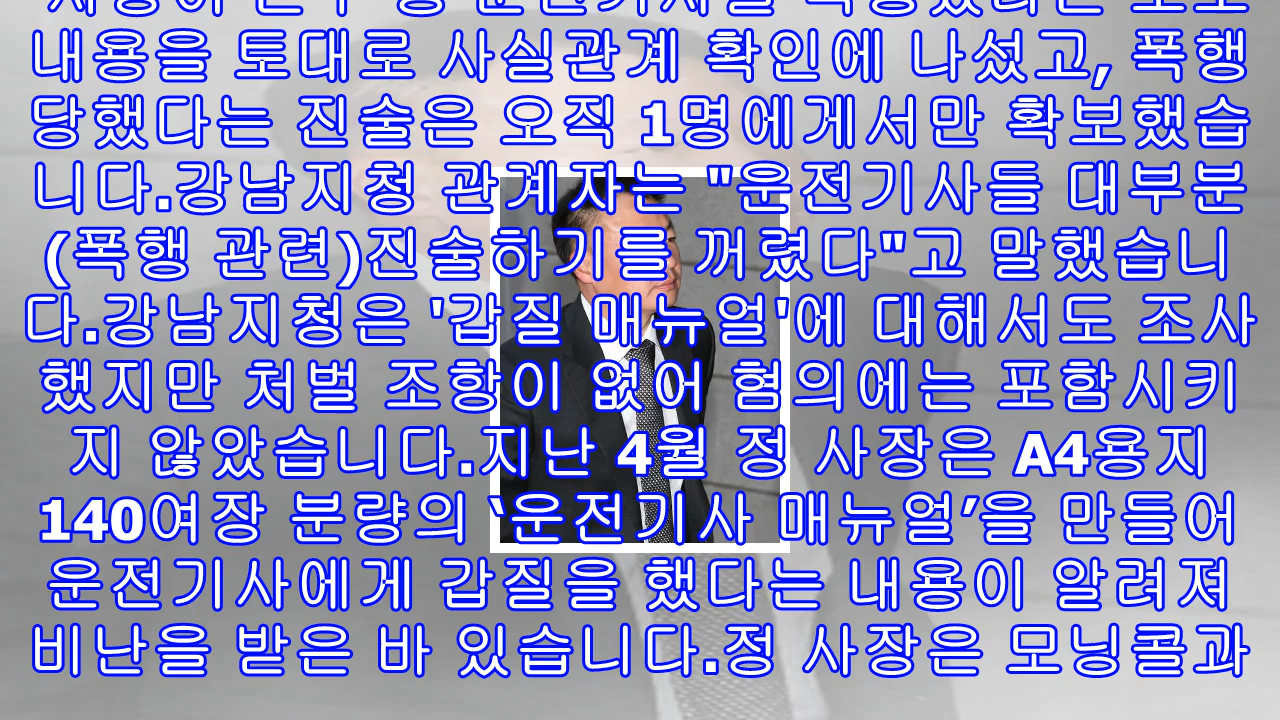 내용을 토대로 사실관계 확인에 나섰고, 폭행
당했다는 진술은 오직 1명에게서만 확보했습
니다.강남지청 관계자는 "운전기사들 대부분
(폭행 관련)진술하기를 꺼렸다"고 말했습니
다.강남지청은 '갑질 매뉴얼'에 대해서도 조사
했지만 처벌 조항이 없어 혐의에는 포함시키
지 않았습니다.지난 4월 정 사장은 A4용지
140여장 분량의 ‘운전기사 매뉴얼’을 만들어
운전기사에게 갑질을 했다는 내용이 알려져
비난을 받은 바 있습니다.정 사장은 모닝콜과